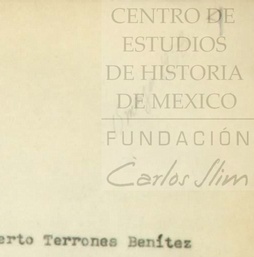 CENTRO DE
ESTUDIOS
DE HISTORIA
DE MEXICO
FUNDACIÓN
Carlos Slim
erto Terrones Benítez